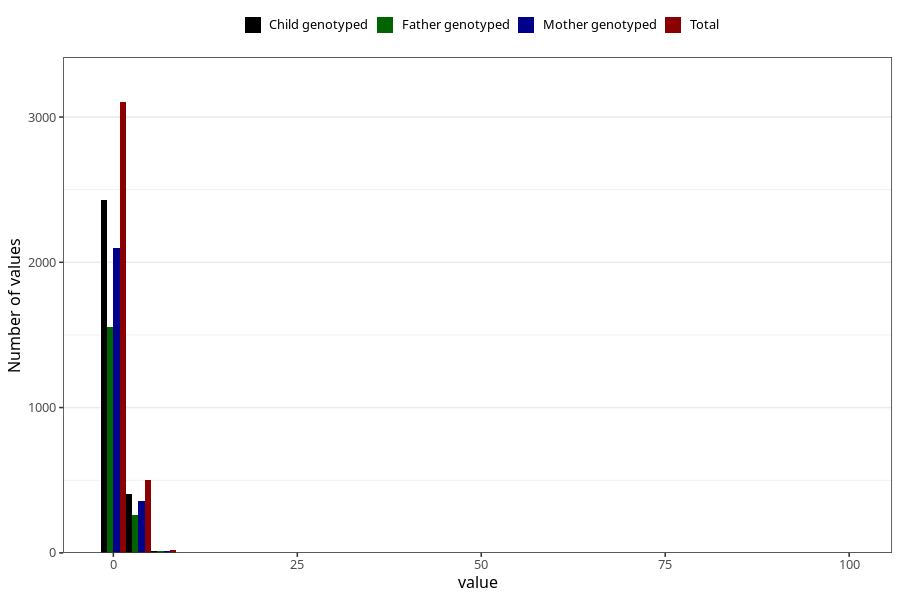 Child genotyped Father genotyped Mother genotyped Total
Number of values
3000
2000
1000
0
0 25 50 75 100
value